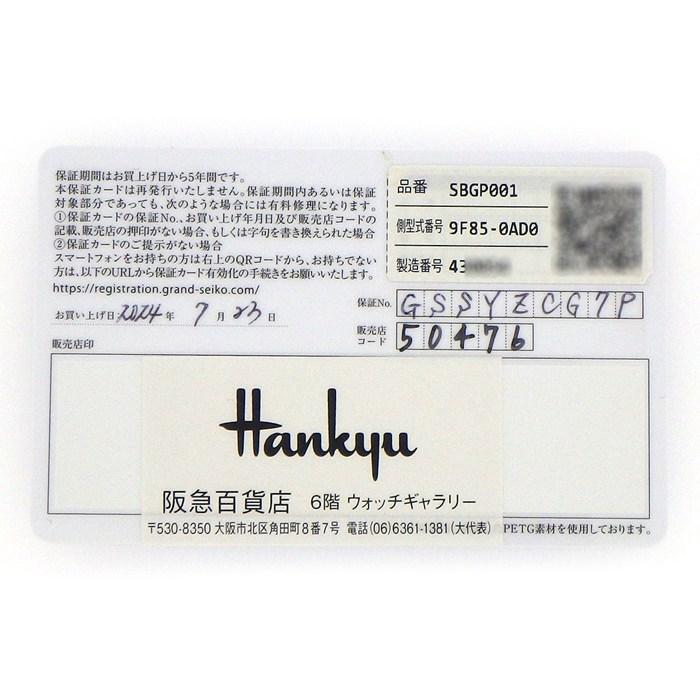 保証期間はお買上げ日から5年間です。
本保証カードは再発行いたしません。保証期間内あるいは保証
対象部分であっても、次のような場合には有料修理になります。
①保証カードの保証No.、お買い上げ年月日及び販売店コードの
記載、販売店の押印がない場合、もしくは字句を書き換えられた場合
②保証カードのご提示がない場合
スマートフォンをお持ちの方は右上のQRコードから、お持ちでない
方は、以下のURLから保証カード有効化の手続きをお願いいたします。
https://registration.grand-seiko.com/
お買い上げ日 2024 年 7 月 23 日
販売店印
品番 SBGP001
側型式番号 9F85-0AD0
製造番号 43
保証No. GSSYZCG7P
販売店
コード 50476
Hankyu
阪急百貨店 6階 ウォッチギャラリー
〒530-8350 大阪市北区角田町8番7号 電話(06)6361-1381(大代表)
PETG素材を使用しております。